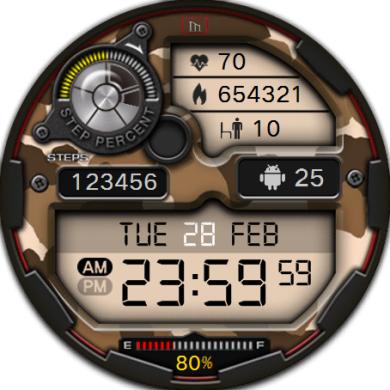 70
654321
10
STEP PERCENT
STEPS
123456
25
TUE 28 FEB
AM
23:59 59
PM
E F
80%